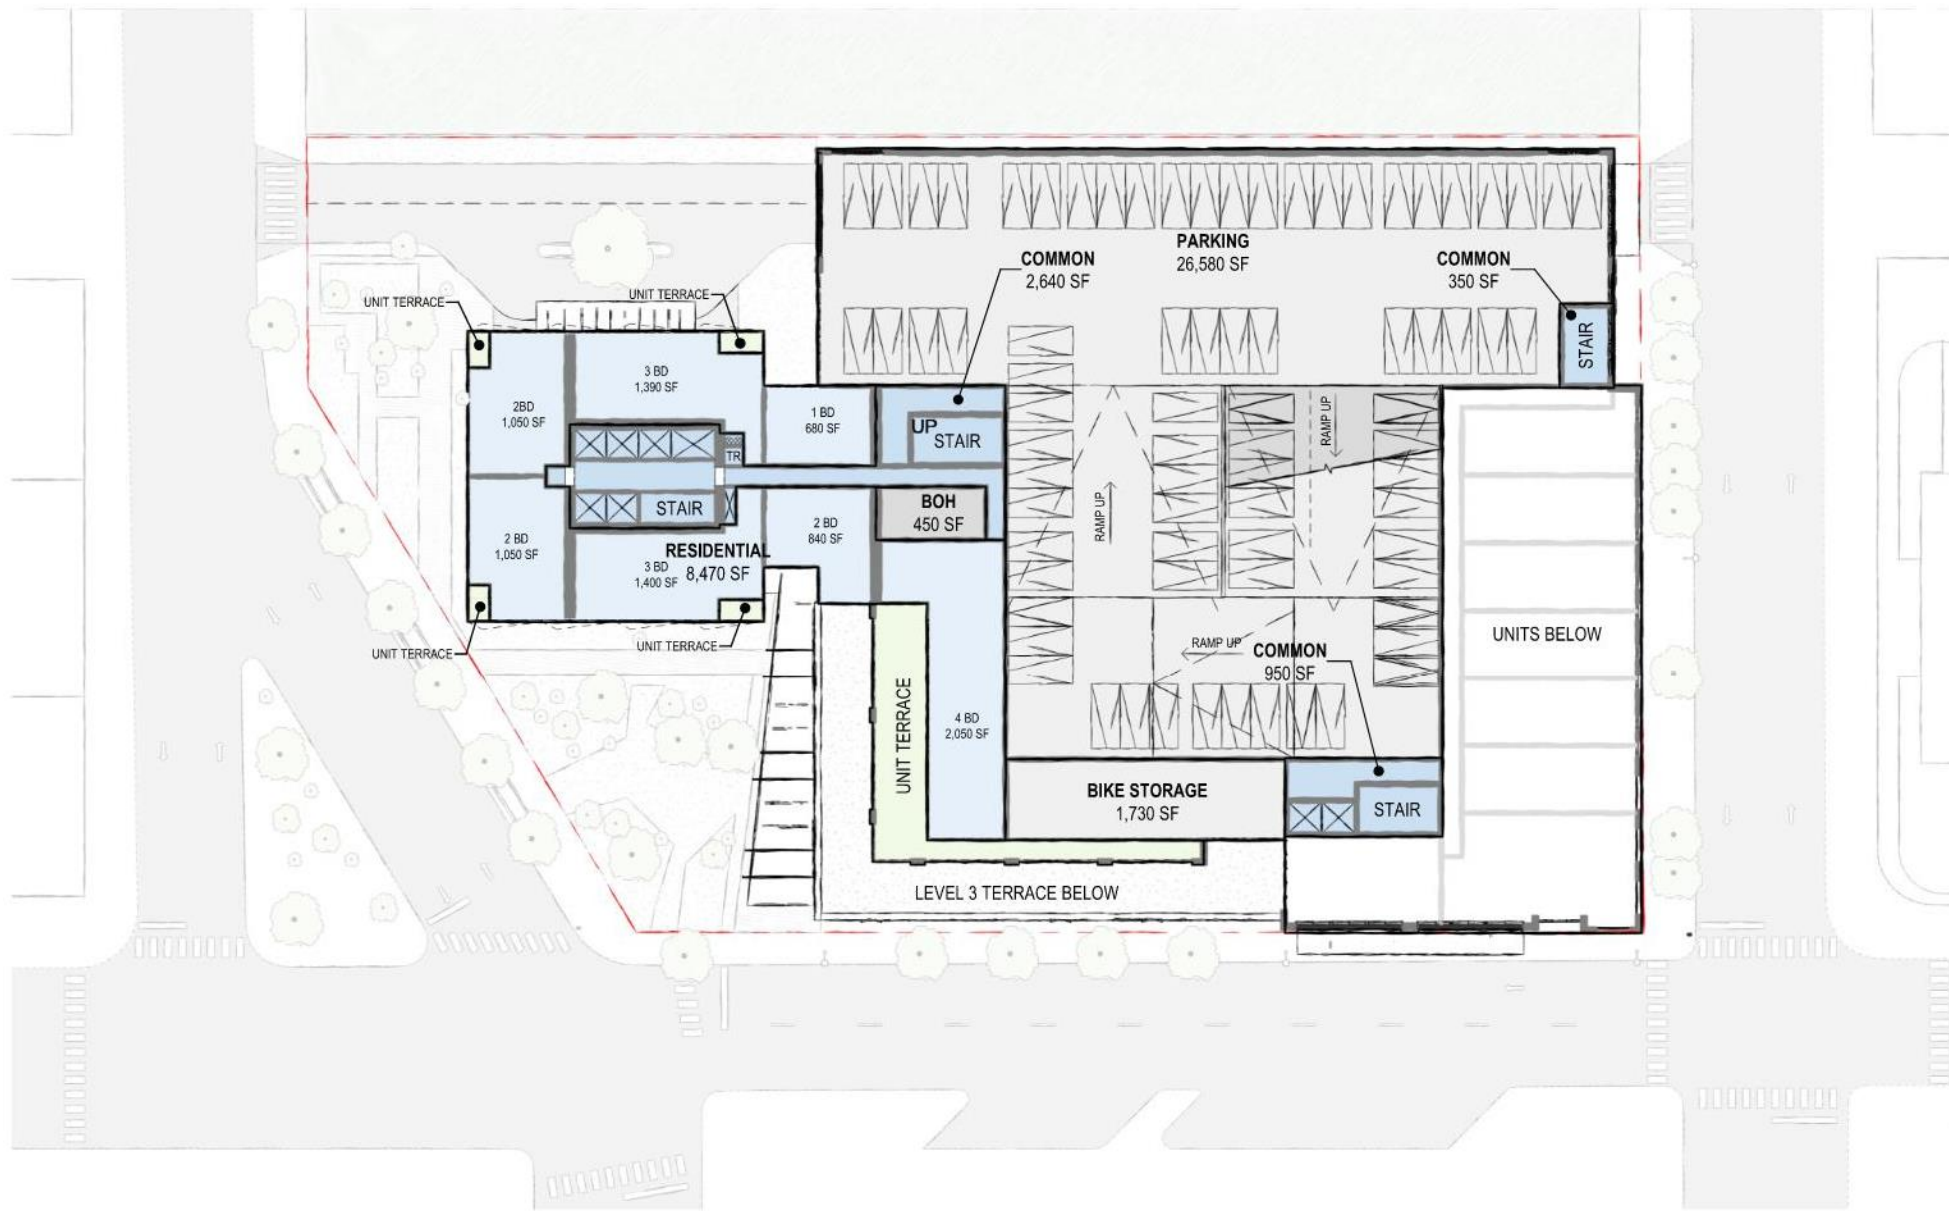 PARKING
26,580 SF
COMMON
2,640 SF
COMMON
350 SF
STAIR
UNIT TERRACE
UNIT TERRACE
3 BD
1,390 SF
2BD
1,050 SF
1 BD
680 SF
UP
STAIR
TR
RAMP UP
STAIR
BOH
450 SF
RAMP UP
2 BD
1,050 SF
2 BD
840 SF
RESIDENTIAL
8,470 SF
3 BD
1,400 SF
UNIT TERRACE
UNIT TERRACE
RAMP UP
COMMON
950 SF
UNITS BELOW
UNIT TERRACE
4 BD
2,050 SF
BIKE STORAGE
1,730 SF
STAIR
LEVEL 3 TERRACE BELOW